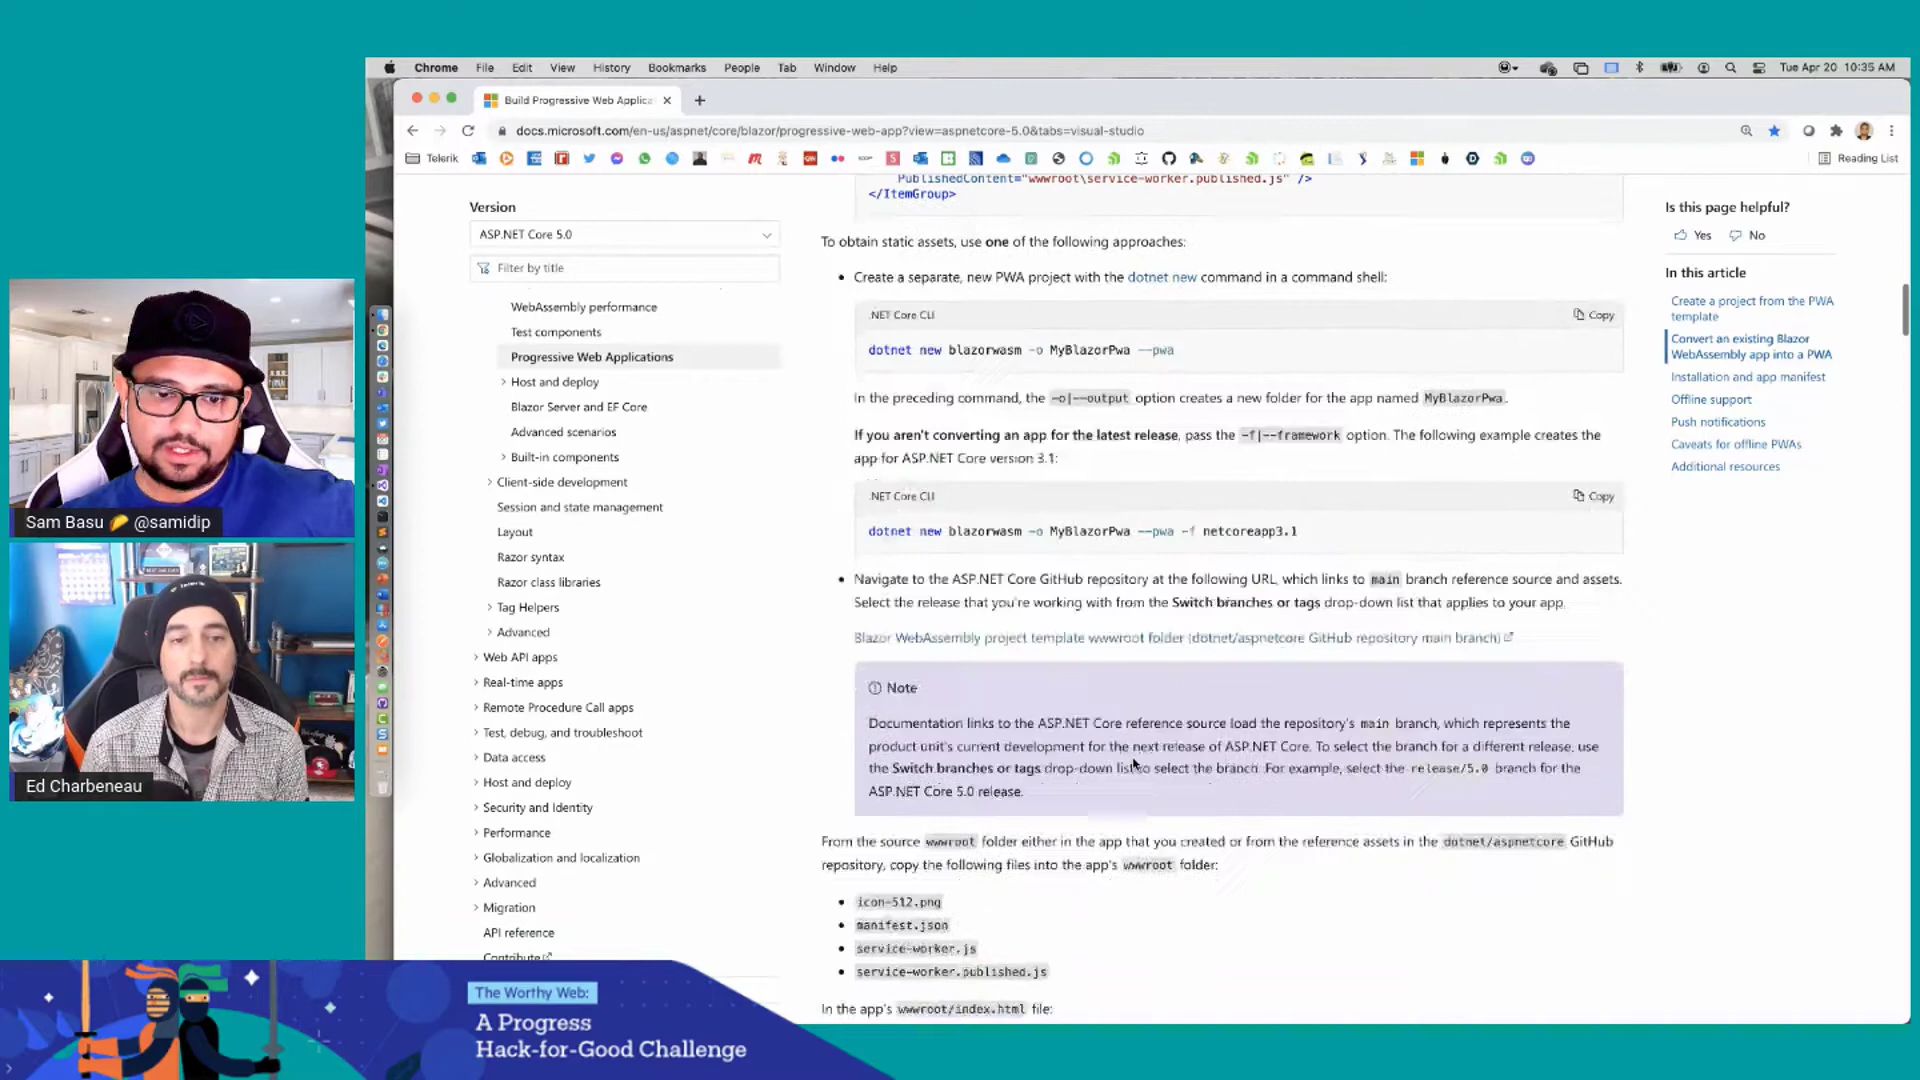 Chrome File Edit View History Bookmarks People Tab Window Help
Tue Apr 20 10:35 AM
Build Progressive Web Applica
docs.microsoft.com/en-us/aspnet/core/blazor/progressive-web-app?view=aspnetcore-5.0&tabs=visual-studio
Telerik
Reading List
Version
ASP.NET Core 5.0
Filter by title
WebAssembly performance
Test components
Progressive Web Applications
Host and deploy
Blazor Server and EF Core
Advanced scenarios
Built-in components
Client-side development
Session and state management
Layout
Razor syntax
Razor class libraries
Tag Helpers
Advanced
Web API apps
Real-time apps
Remote Procedure Call apps
Test, debug, and troubleshoot
Data access
Host and deploy
Security and Identity
Performance
Globalization and localization
Advanced
Migration
API reference
Contribute
PublishedContent="wwwroot\service-worker.published.js" />
</ItemGroup>
To obtain static assets, use one of the following approaches:
• Create a separate, new PWA project with the dotnet new command in a command shell:
.NET Core CLI
Copy
dotnet new blazorwasm -o MyBlazorPwa --pwa
In the preceding command, the -o|--output option creates a new folder for the app named MyBlazorPwa.
If you aren't converting an app for the latest release, pass the -f|--framework option. The following example creates the
app for ASP.NET Core version 3.1:
.NET Core CLI
Copy
dotnet new blazorwasm -o MyBlazorPwa --pwa -f netcoreapp3.1
• Navigate to the ASP.NET Core GitHub repository at the following URL, which links to main branch reference source and assets.
Select the release that you're working with from the Switch branches or tags drop-down list that applies to your app.
Blazor WebAssembly project template wwwroot folder (dotnet/aspnetcore GitHub repository main branch)
Note
Documentation links to the ASP.NET Core reference source load the repository's main branch, which represents the
product unit's current development for the next release of ASP.NET Core. To select the branch for a different release, use
the Switch branches or tags drop-down list to select the branch. For example, select the release/5.0 branch for the
ASP.NET Core 5.0 release.
From the source wwwroot folder either in the app that you created or from the reference assets in the dotnet/aspnetcore GitHub
repository, copy the following files into the app's wwwroot folder:
• icon-512.png
• manifest.json
• service-worker.js
• service-worker.published.js
In the app's wwwroot/index.html file:
Is this page helpful?
Yes No
In this article
Create a project from the PWA
template
Convert an existing Blazor
WebAssembly app into a PWA
Installation and app manifest
Offline support
Push notifications
Caveats for offline PWAs
Additional resources
Sam Basu 🌮 @samidip
Ed Charbeneau
The Worthy Web:
A Progress
Hack-for-Good Challenge